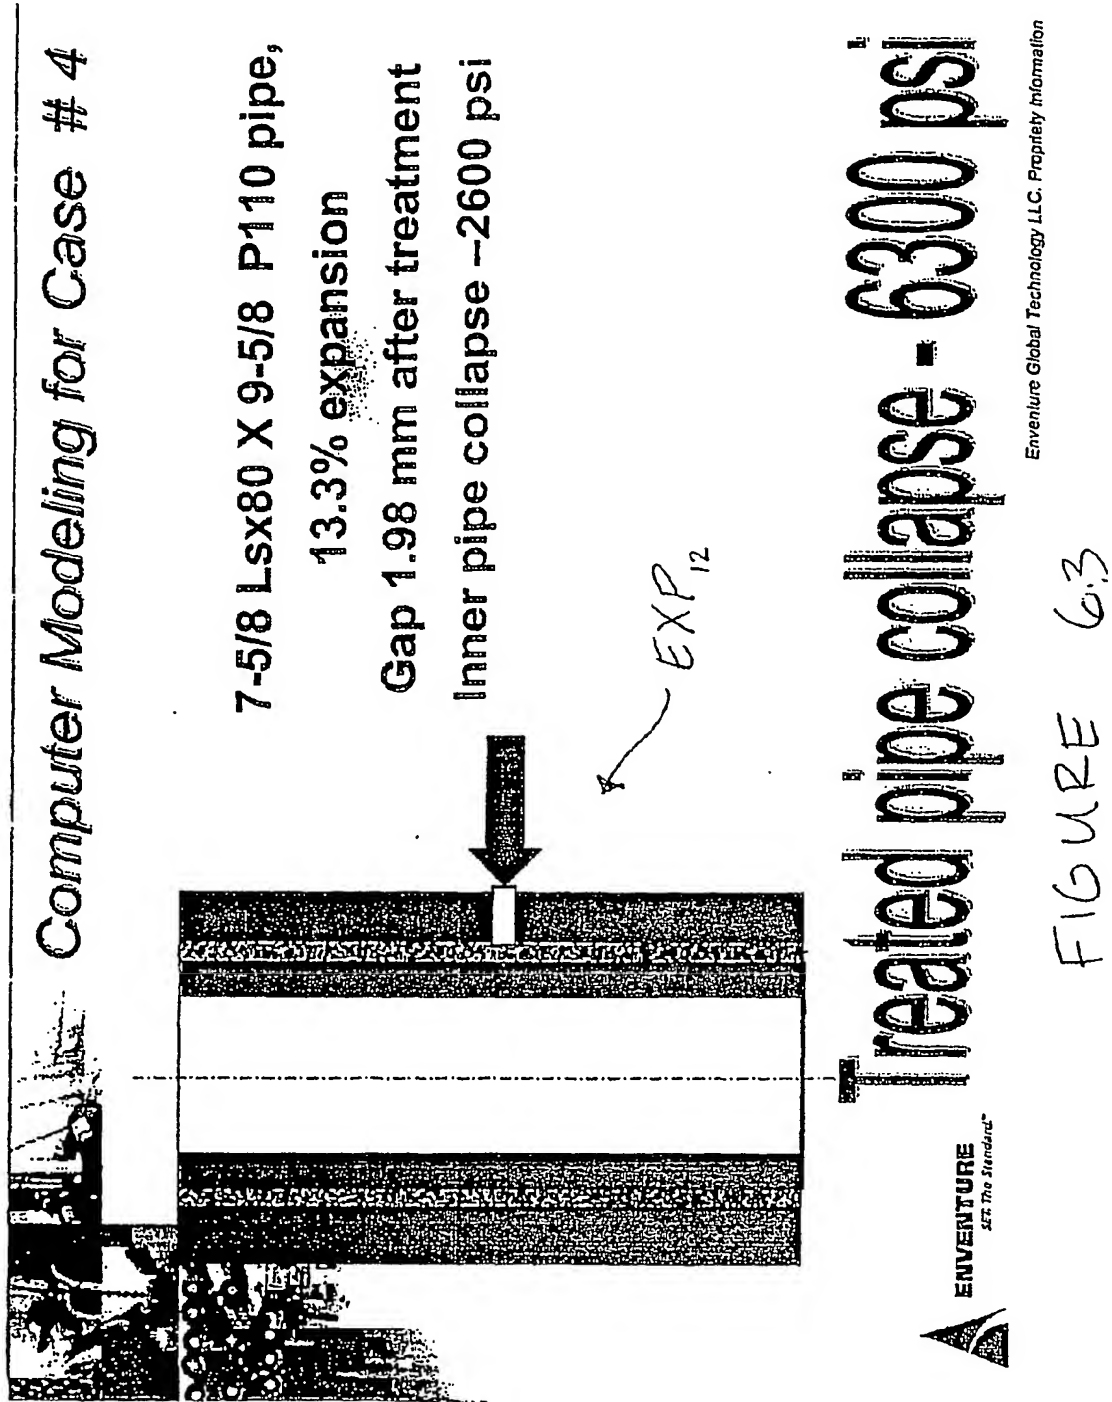 Computer Modeling for Case # 4
7-5/8 Lsx80 X 9-5/8 P110 pipe,
13.3% expansion
Gap 1.98 mm after treatment
Inner pipe collapse ~2600 psi
EXP12
Treated pipe collapse - 6300 psi
ENVENTURE
SET. The Standard.™
Enventure Global Technology LLC. Propriety Information
FIGURE 63